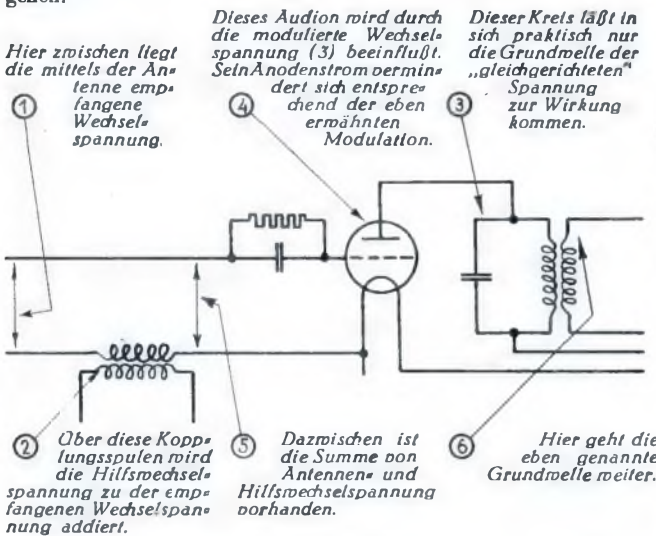 gehen.
Hier zwischen liegt
die mittels der An-
tenne emp-
fangene
Wechsel-
spannung.
1
Dieses Audion wird durch
die modulierte Wechsel-
spannung (3) beeinflußt.
Sein Anodenstrom vermin-
dert sich entspre-
chend der eben
erwähnten
Modulation.
4
Dieser Kreis läßt in
sich praktisch nur
die Grundwelle der
„gleichgerichteten“
Spannung
zur Wirkung
kommen.
3
2
Über diese Kopp-
lungsspulen wird
die Hilfswechsel-
spannung zu der emp-
fangenen Wechselspan-
nung addiert.
5
Dazwischen ist
die Summe von
Antennen- und
Hilfswechselspannung
vorhanden.
6
Hier geht die
eben genannte
Grundwelle weiter.